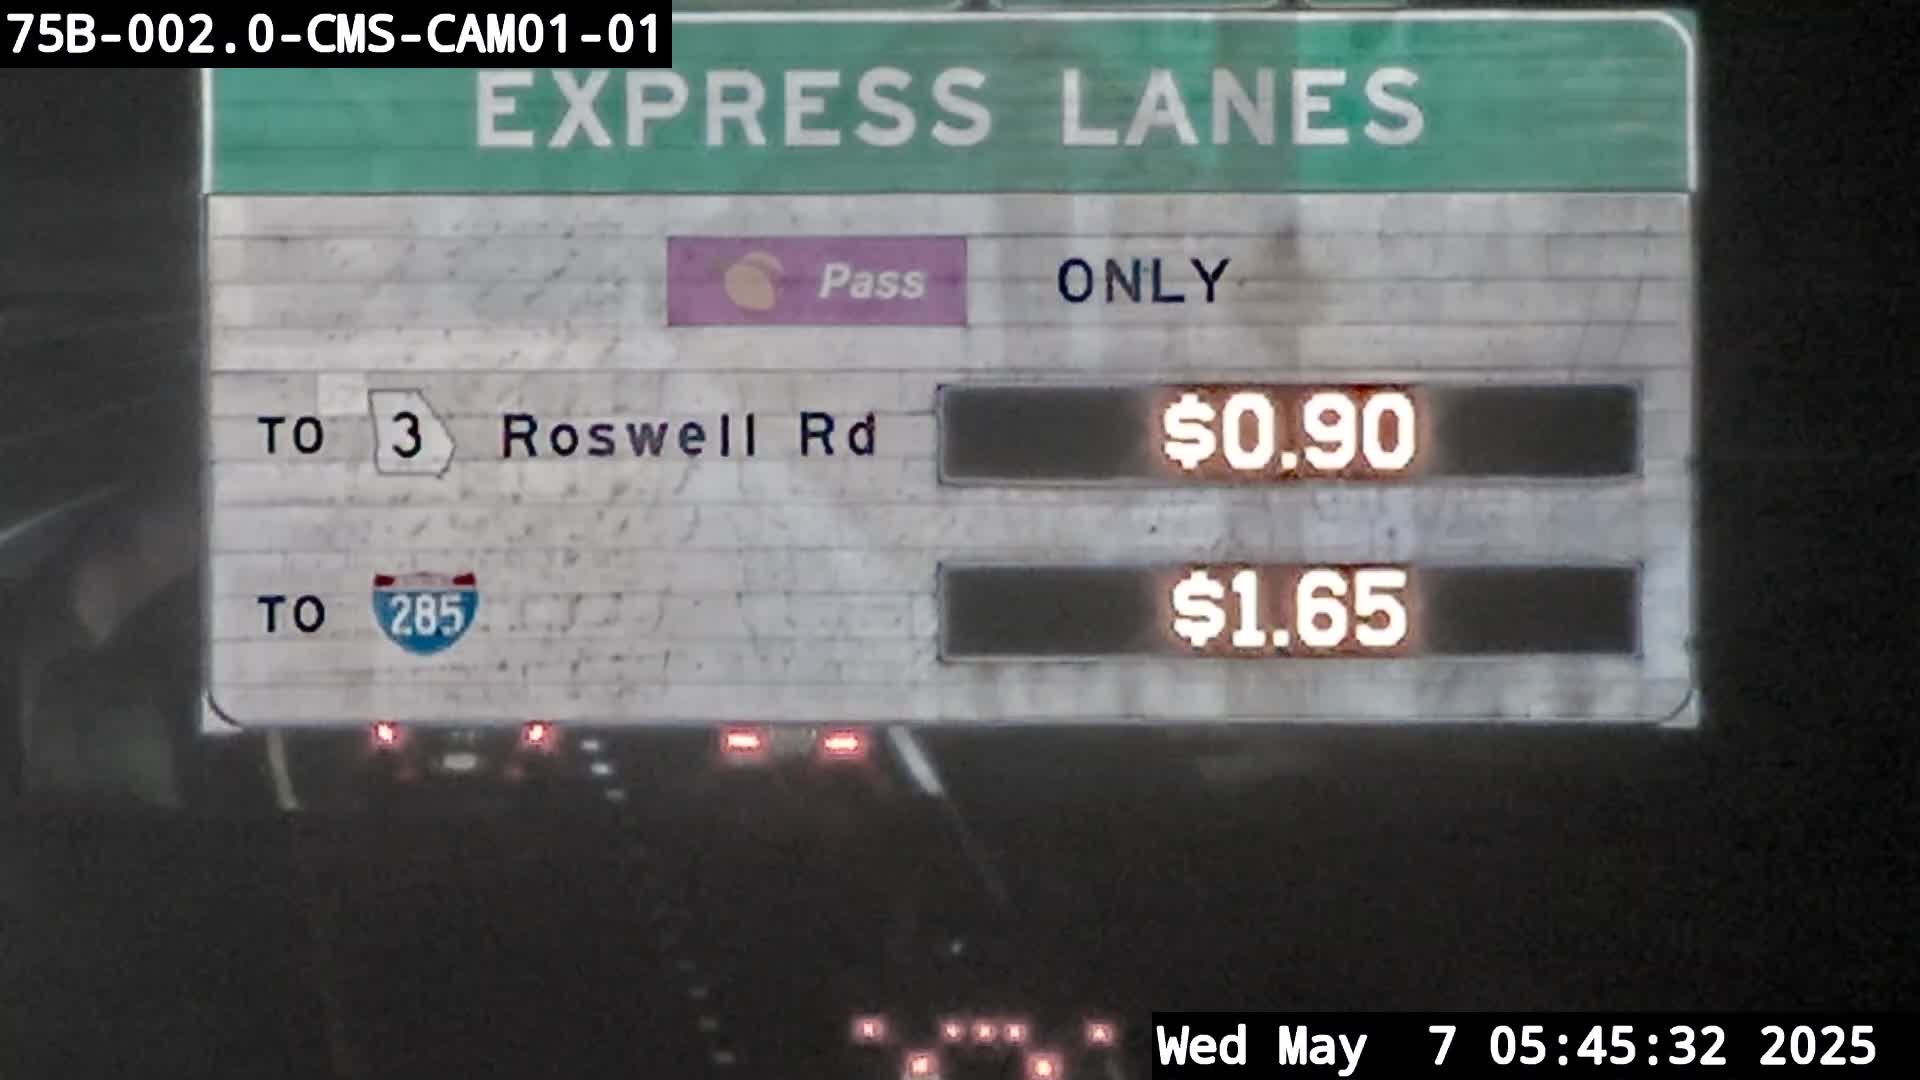 75B-002.0-CMS-CAM01-01
EXPRESS LANES
Pass ONLY
TO 3 Roswell Rd $0.90
TO 285 $1.65
Wed May 7 05:45:32 2025